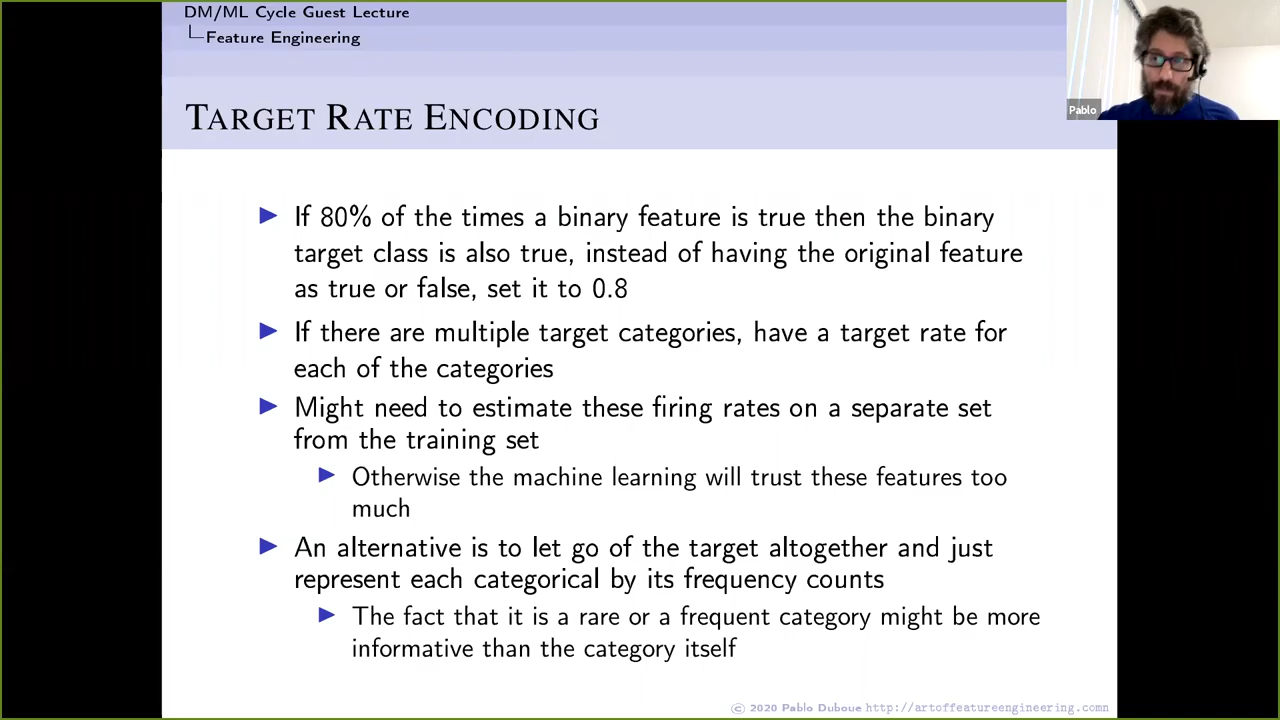 DM/ML Cycle Guest Lecture
Feature Engineering
TARGET RATE ENCODING
Pablo
If 80% of the times a binary feature is true then the binary
target class is also true, instead of having the original feature
as true or false, set it to 0.8
If there are multiple target categories, have a target rate for
each of the categories
Might need to estimate these firing rates on a separate set
from the training set
Otherwise the machine learning will trust these features too
much
An alternative is to let go of the target altogether and just
represent each categorical by its frequency counts
The fact that it is a rare or a frequent category might be more
informative than the category itself
© 2020 Pablo Duboue http://artoffeatureengineering.comn